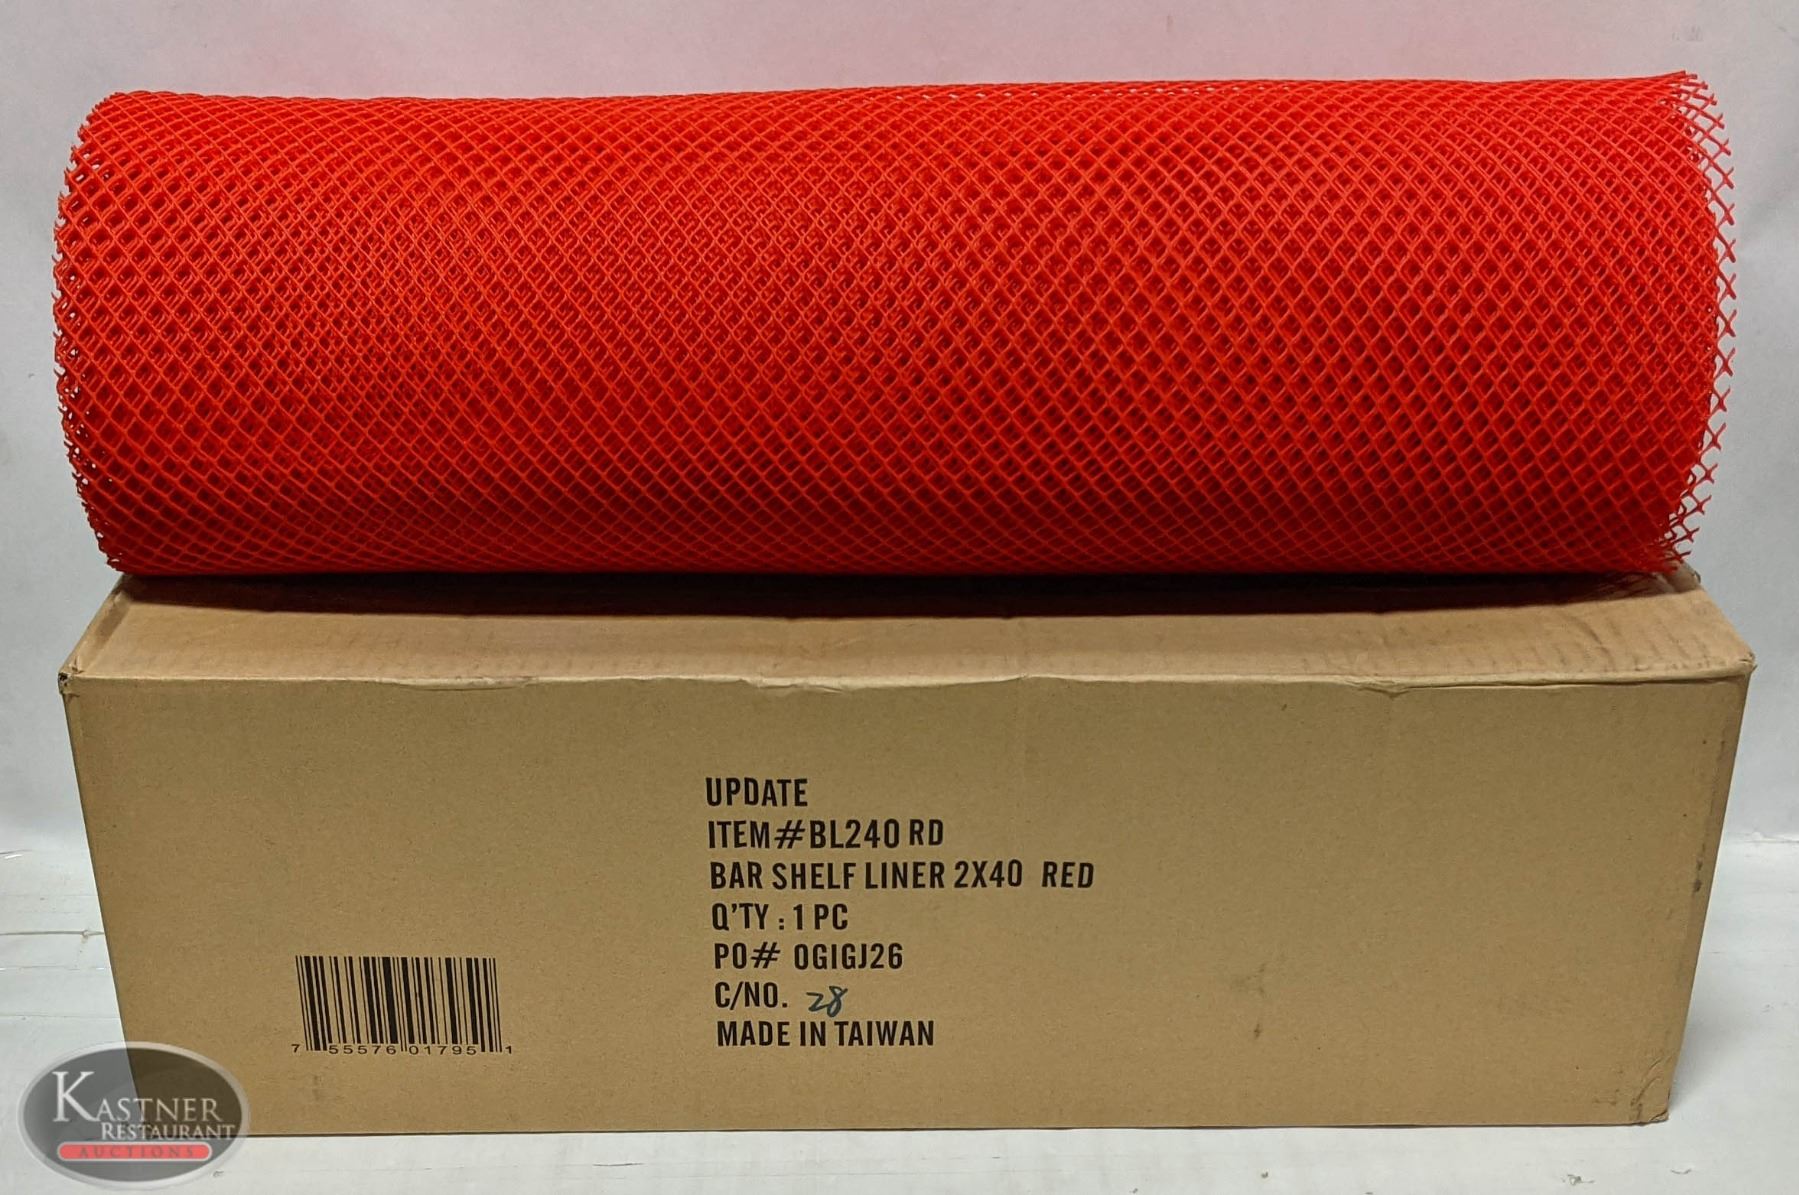 UPDATE
ITEM#BL240 RD
BAR SHELF LINER 2X40 RED
Q'TY : 1 PC
PO# 0GIGJ26
C/NO. 28
MADE IN TAIWAN
7 55576 01795 1
KASTNER
RESTAURANT
AUCTIONS